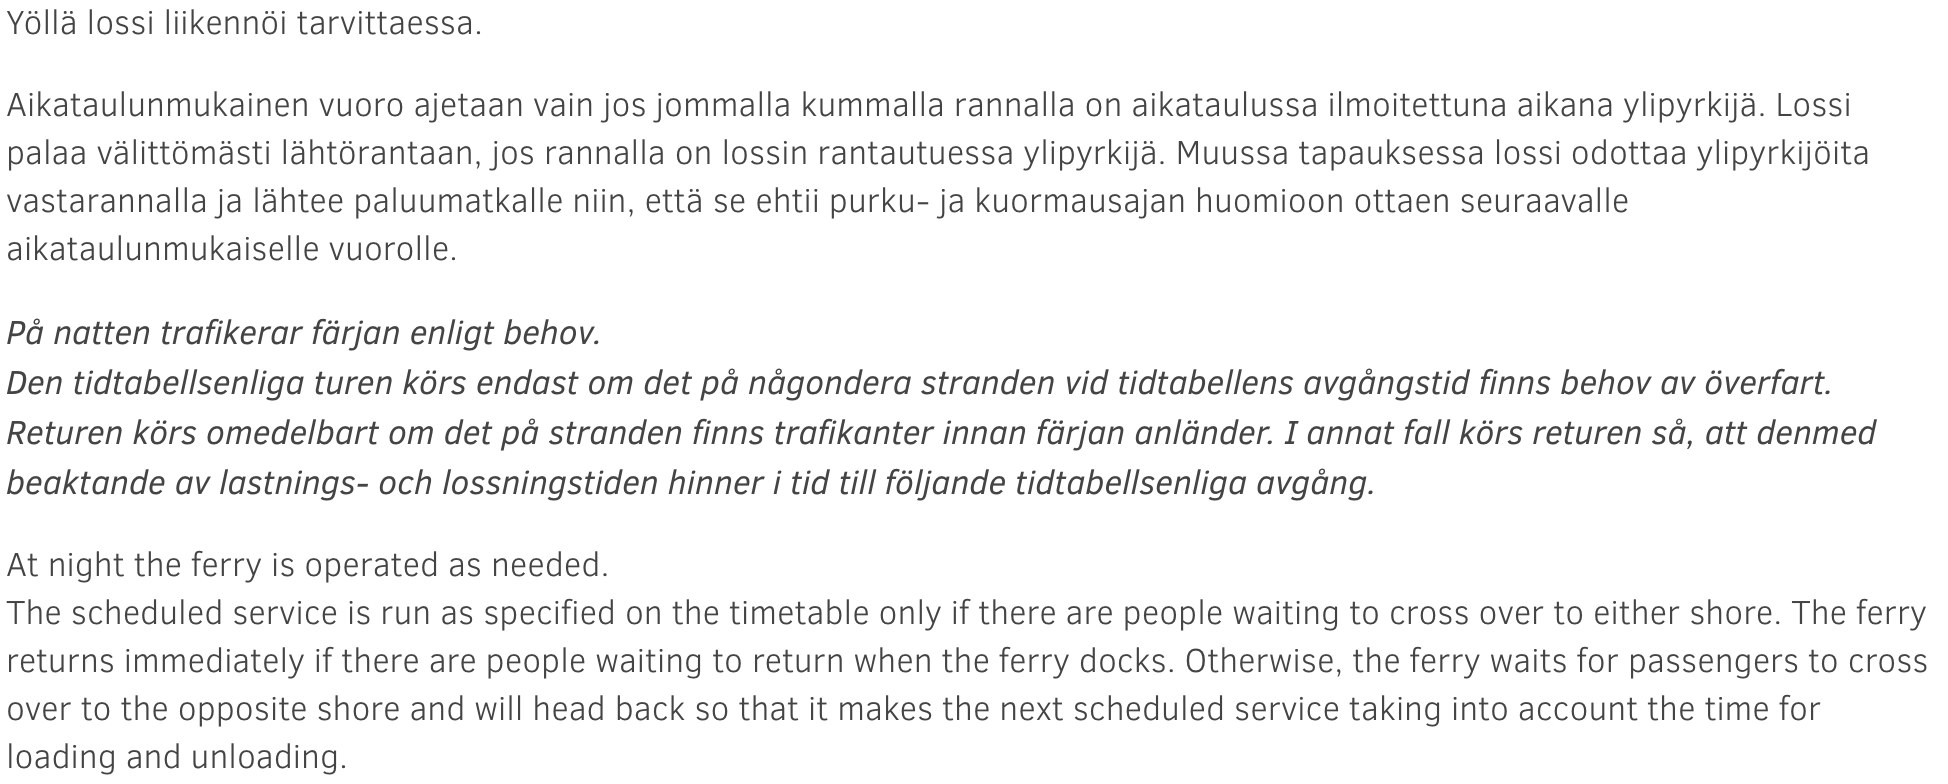 Yöllä lossi liikennöi tarvittaessa.
Aikataulunmukainen vuoro ajetaan vain jos jommalla kummalla rannalla on aikataulussa ilmoitettuna aikana ylipyrkijä. Lossi
palaa välittömästi lähtörantaan, jos rannalla on lossin rantautuessa ylipyrkijä. Muussa tapauksessa lossi odottaa ylipyrkijöita
vastarannalla ja lähtee paluumatkalle niin, että se ehtii purku- ja kuormausajan huomioon ottaen seuraavalle
aikataulunmukaiselle vuorolle.
På natten trafikerar färjan enligt behov.
Den tidtabellsenliga turen körs endast om det på någondera stranden vid tidtabellens avgångstid finns behov av överfart.
Returen körs omedelbart om det på stranden finns trafikanter innan färjan anländer. I annat fall körs returen så, att denmed
beaktande av lastnings- och lossningstiden hinner i tid till följande tidtabellsenliga avgång.
At night the ferry is operated as needed.
The scheduled service is run as specified on the timetable only if there are people waiting to cross over to either shore. The ferry
returns immediately if there are people waiting to return when the ferry docks. Otherwise, the ferry waits for passengers to cross
over to the opposite shore and will head back so that it makes the next scheduled service taking into account the time for
loading and unloading.